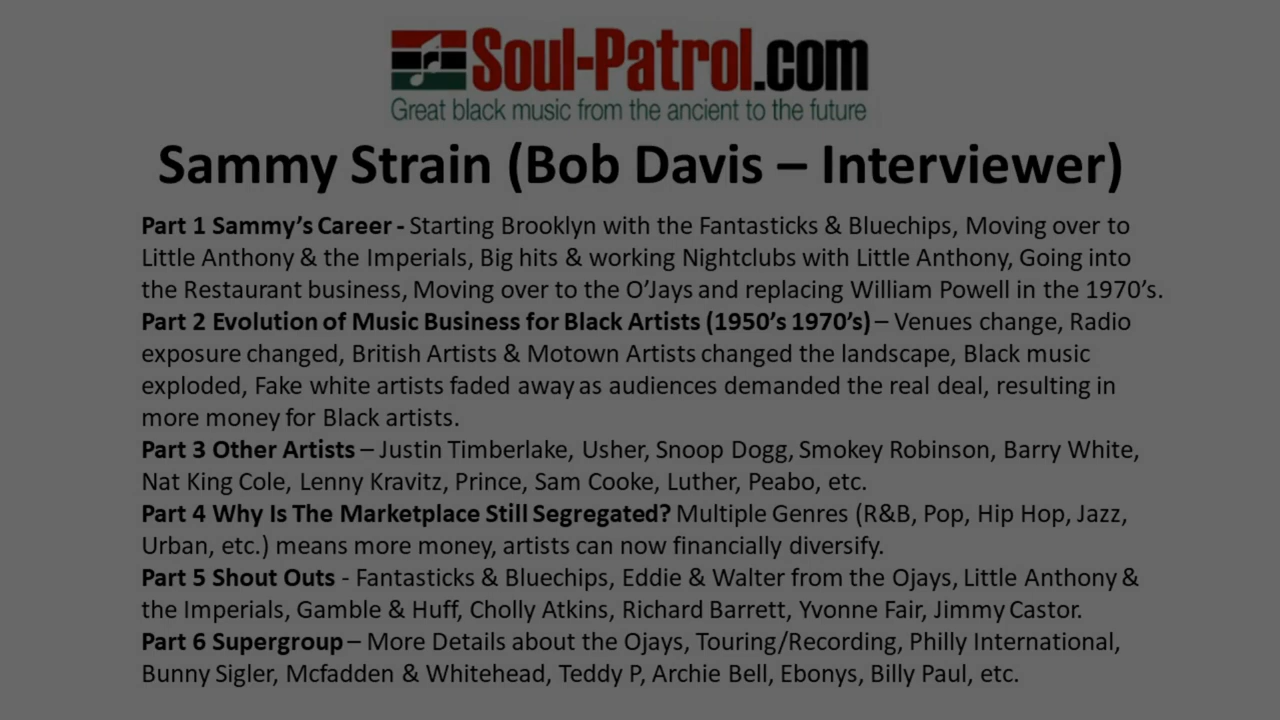 Soul-Patrol.com
Great black music from the ancient to the future
Sammy Strain (Bob Davis – Interviewer)
Part 1 Sammy’s Career - Starting Brooklyn with the Fantasticks & Bluechips, Moving over to
Little Anthony & the Imperials, Big hits & working Nightclubs with Little Anthony, Going into
the Restaurant business, Moving over to the O’Jays and replacing William Powell in the 1970’s.
Part 2 Evolution of Music Business for Black Artists (1950’s 1970’s) – Venues change, Radio
exposure changed, British Artists & Motown Artists changed the landscape, Black music
exploded, Fake white artists faded away as audiences demanded the real deal, resulting in
more money for Black artists.
Part 3 Other Artists – Justin Timberlake, Usher, Snoop Dogg, Smokey Robinson, Barry White,
Nat King Cole, Lenny Kravitz, Prince, Sam Cooke, Luther, Peabo, etc.
Part 4 Why Is The Marketplace Still Segregated? Multiple Genres (R&B, Pop, Hip Hop, Jazz,
Urban, etc.) means more money, artists can now financially diversify.
Part 5 Shout Outs - Fantasticks & Bluechips, Eddie & Walter from the Ojays, Little Anthony &
the Imperials, Gamble & Huff, Cholly Atkins, Richard Barrett, Yvonne Fair, Jimmy Castor.
Part 6 Supergroup – More Details about the Ojays, Touring/Recording, Philly International,
Bunny Sigler, Mcfadden & Whitehead, Teddy P, Archie Bell, Ebonys, Billy Paul, etc.